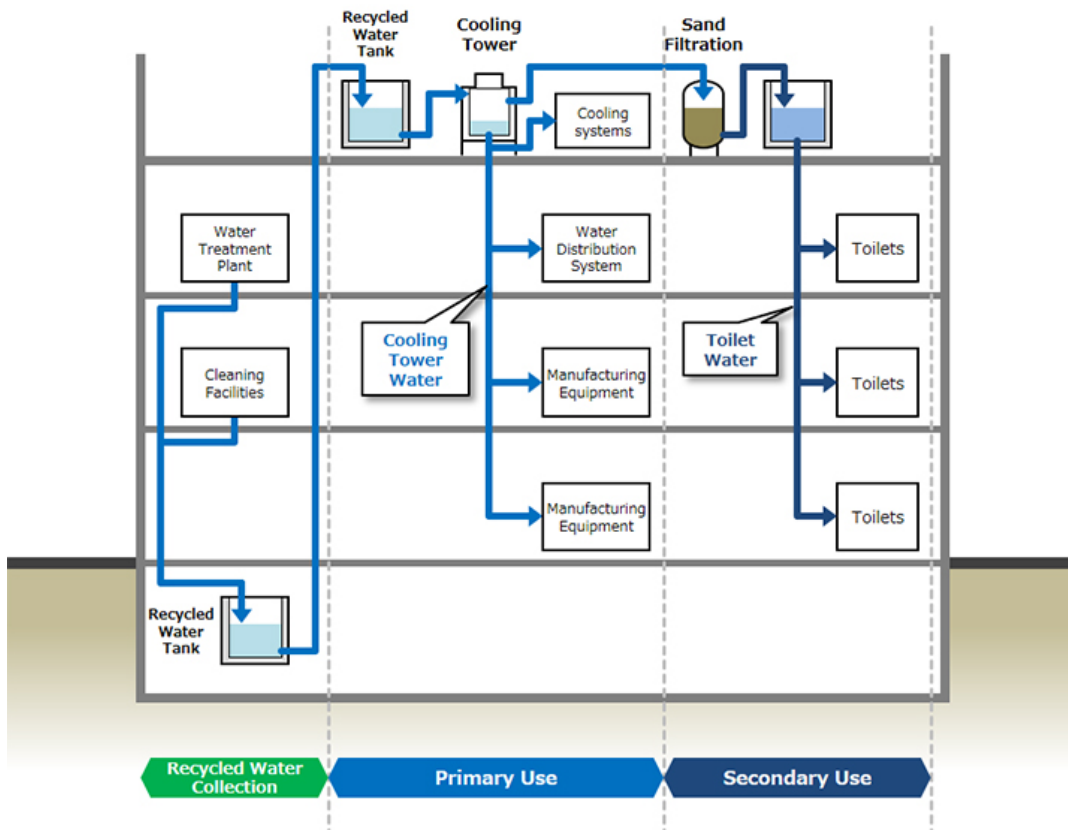 Recycled
Water
Tank
Cooling
Tower
Sand
Filtration
Cooling
systems
Water
Treatment
Plant
Water
Distribution
System
Toilets
Cooling
Tower
Water
Toilet
Water
Cleaning
Facilities
Manufacturing
Equipment
Toilets
Manufacturing
Equipment
Toilets
Recycled
Water
Tank
Recycled Water
Collection
Primary Use
Secondary Use